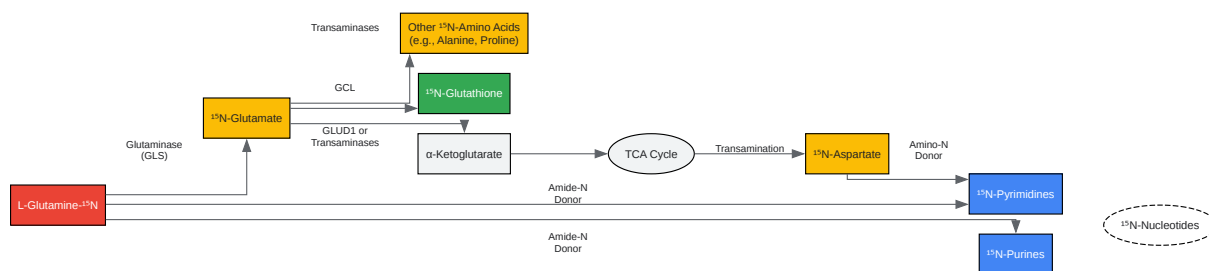 Transaminases
Other ¹⁵N-Amino Acids
(e.g., Alanine, Proline)
GCL
¹⁵N-Glutathione
¹⁵N-Glutamate
GLUD1 or
Transaminases
Glutaminase
(GLS)
α-Ketoglutarate
TCA Cycle
Transamination
¹⁵N-Aspartate
Amino-N
Donor
L-Glutamine-¹⁵N
Amide-N
Donor
¹⁵N-Pyrimidines
¹⁵N-Nucleotides
Amide-N
Donor
¹⁵N-Purines